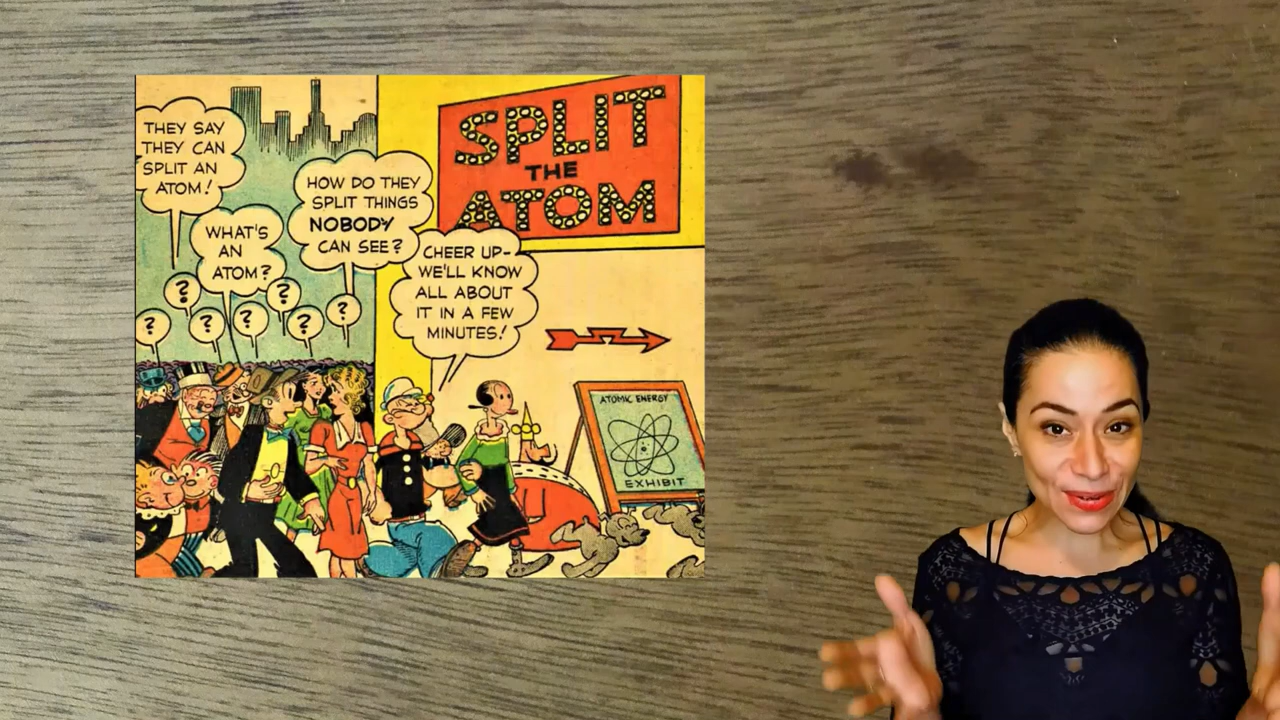 THEY SAY
THEY CAN
SPLIT AN
ATOM!
WHAT'S
AN
ATOM?
HOW DO THEY
SPLIT THINGS
NOBODY
CAN SEE?
CHEER UP-
WE'LL KNOW
ALL ABOUT
IT IN A FEW
MINUTES!
?
?
?
?
?
?
?
SPLIT
THE
ATOM
ATOMIC ENERGY
EXHIBIT